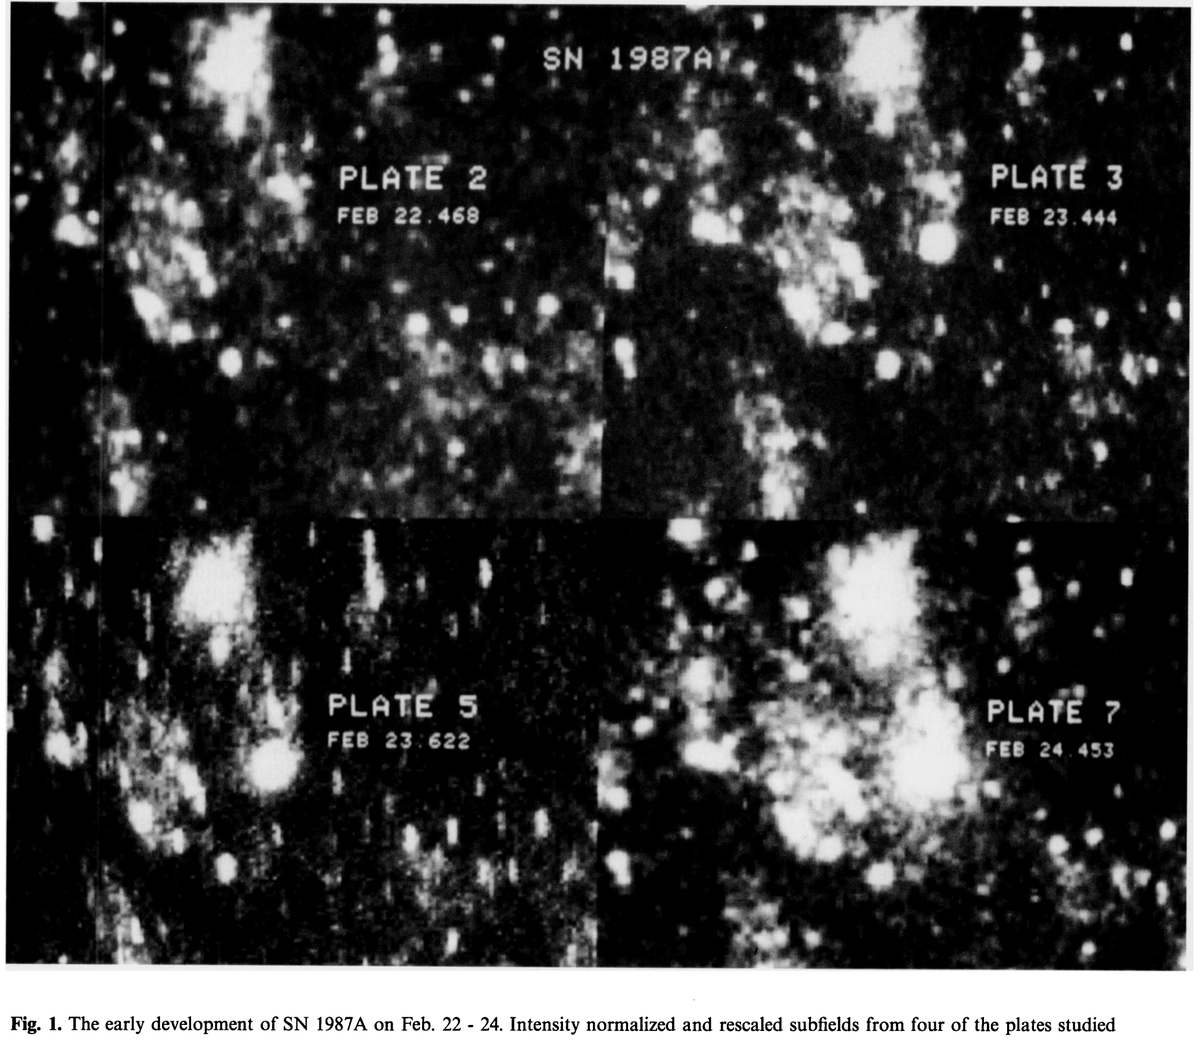 SN 1987A
PLATE 2
FEB 22.468
PLATE 3
FEB 23.444
PLATE 5
FEB 23.622
PLATE 7
FEB 24.453
Fig. 1. The early development of SN 1987A on Feb. 22 - 24. Intensity normalized and rescaled subfields from four of the plates studied